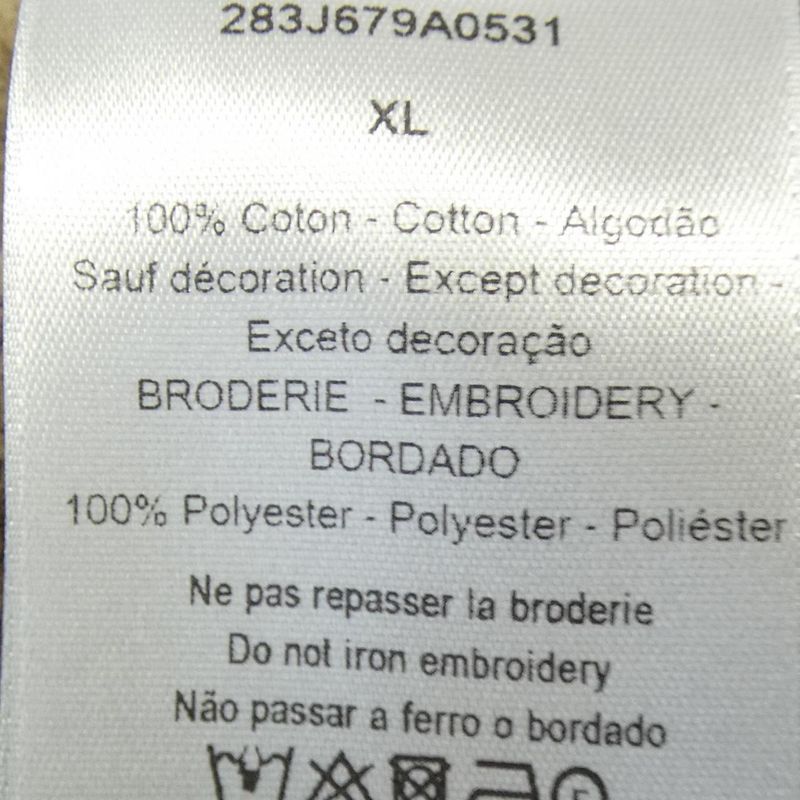 283J679A0531
XL
100% Coton - Cotton - Algodão
Sauf décoration - Except decoration -
Exceto decoração
BRODERIE - EMBROIDERY -
BORDADO
100% Polyester - Polyester - Poliéster
Ne pas repasser la broderie
Do not iron embroidery
Não passar a ferro o bordado